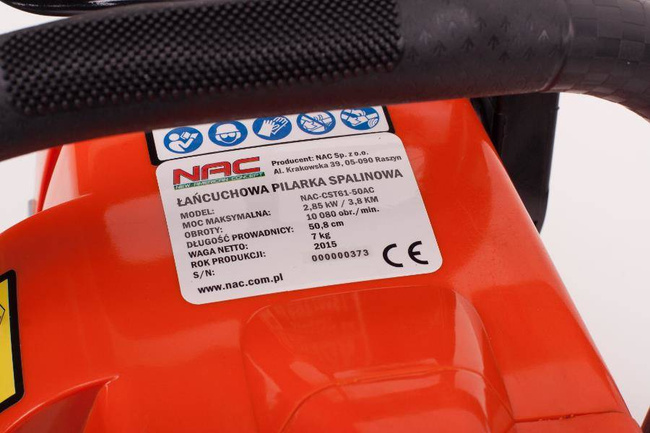 NAC
NEW AMERICAN CONCEPT
Producent: NAC Sp. z o.o.
Al. Krakowska 39, 05-090 Raszyn
ŁAŃCUCHOWA PILARKA SPALINOWA
MODEL: NAC-CST61-50AC
MOC MAKSYMALNA: 2,85 kW / 3,8 KM
OBROTY: 10 080 obr./min.
DŁUGOŚĆ PROWADNICY: 50,8 cm
WAGA NETTO: 7 kg
ROK PRODUKCJI: 2015
S/N: 000000373
www.nac.com.pl
CE